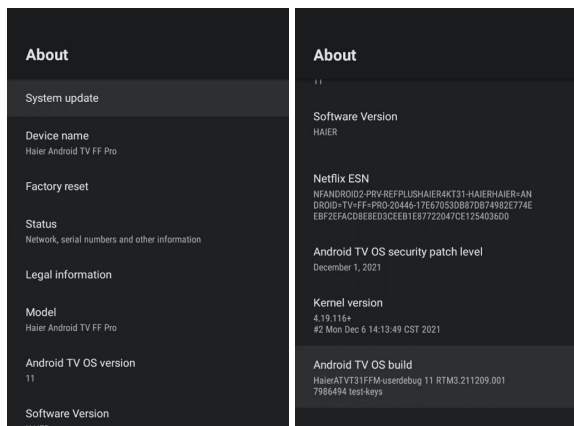 About
System update
Device name
Haier Android TV FF Pro
Factory reset
Status
Network, serial numbers and other information
Legal information
Model
Haier Android TV FF Pro
Android TV OS version
11
Software Version
About
11
Software Version
HAIER
Netflix ESN
NFANDROID2-PRV-REFPLUSHAIER4KT31-HAIERHAIER=AN
DROID=TV=FF=PRO-20446-17E67053DB87DB74982E774E
EBF2EFACD8E8ED3CEEB1E87722047CE1254036D0
Android TV OS security patch level
December 1, 2021
Kernel version
4.19.116+
#2 Mon Dec 6 14:13:49 CST 2021
Android TV OS build
HaierATVT31FFM-userdebug 11 RTM3.211209.001
7986494 test-keys